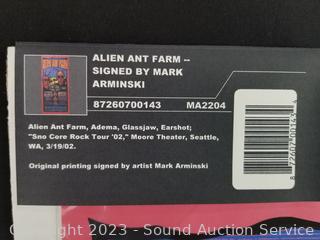 ALIEN ANT FARM --
SIGNED BY MARK
ARMINSKI
87260700143 MA2204
Alien Ant Farm, Adema, Glassjaw, Earshot;
"Sno Core Rock Tour '02," Moore Theater, Seattle,
WA, 3/19/02.
Original printing signed by artist Mark Arminski
87260700143
Copyright 2023 - Sound Auction Service